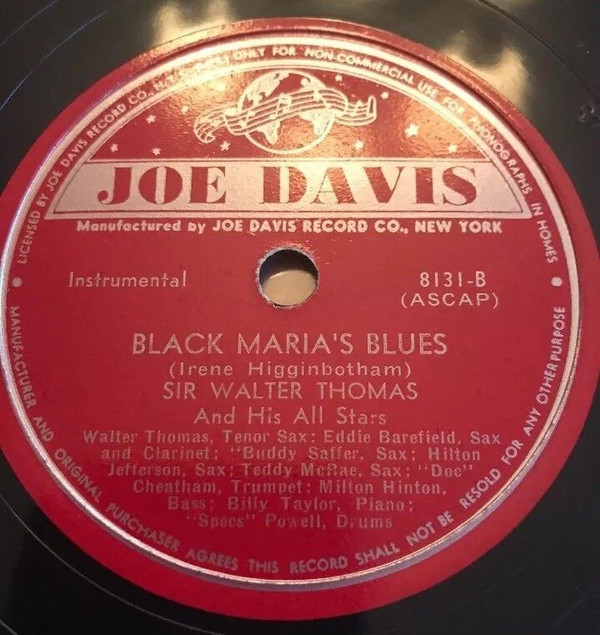 LICENSED BY JOE DAVIS RECORD CO., ONLY FOR NON-COMMERCIAL USE FOR PHONOGRAPHS IN HOMES
JOE DAVIS
Manufactured by JOE DAVIS RECORD CO., NEW YORK
Instrumental
8131-B
(ASCAP)
BLACK MARIA'S BLUES
(Irene Higginbotham)
SIR WALTER THOMAS
And His All Stars
Walter Thomas, Tenor Sax; Eddie Barefield, Sax
and Clarinet; "Buddy Saffer, Sax; Hilton
Jefferson, Sax; Teddy McRae, Sax; "Doc"
Cheatham, Trumpet; Milton Hinton,
Bass; Billy Taylor, Piano;
"Specs" Powell, Drums
MANUFACTURER AND ORIGINAL PURCHASER AGREES THIS RECORD SHALL NOT BE RESOLD FOR ANY OTHER PURPOSE